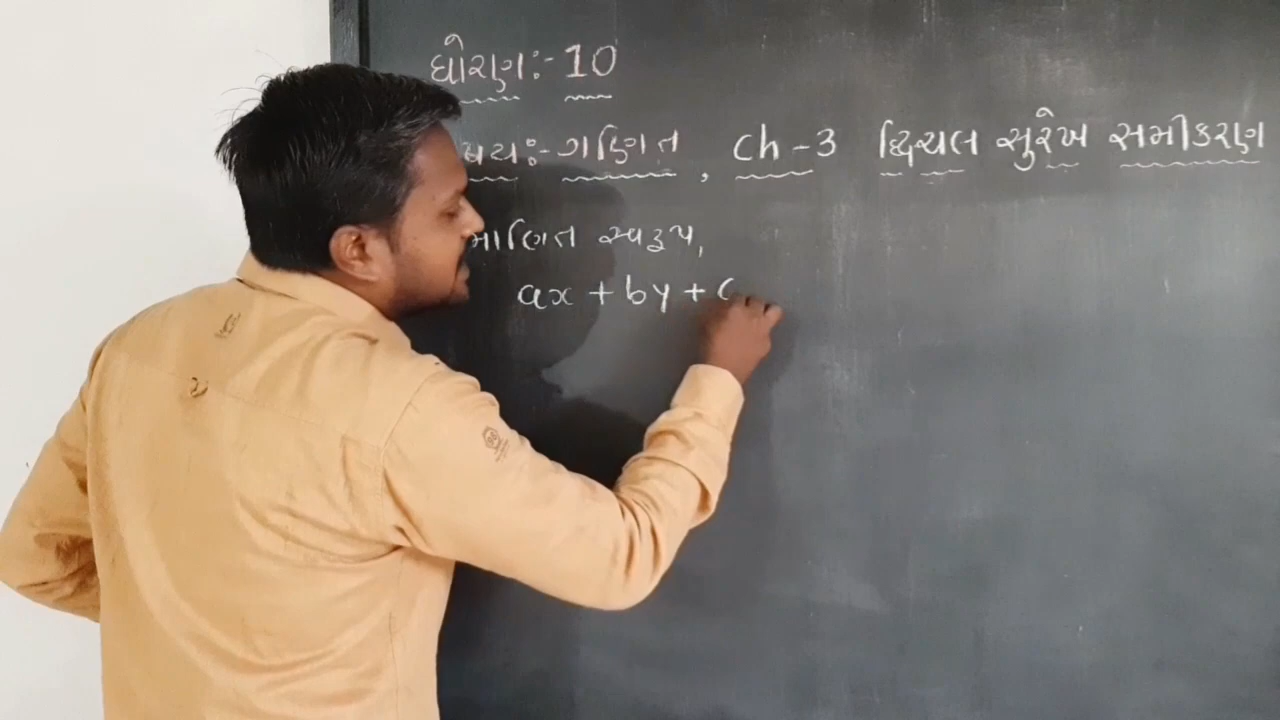 ધોરણ:- 10
ગણિત, ch-3 દ્વિચલ સુરેખ સમીકરણ
સ્વરૂપ,
ax + by + c